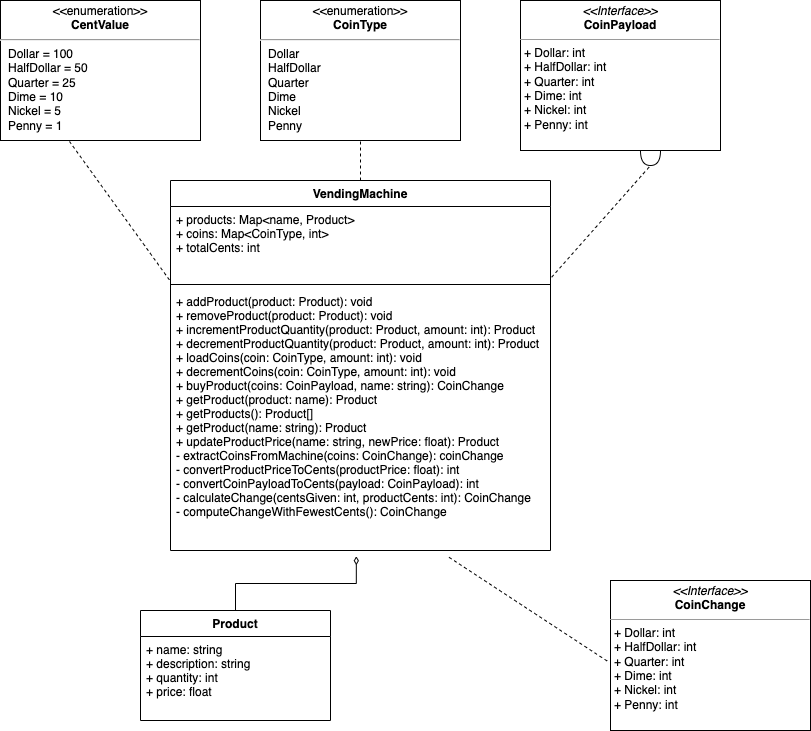 <<enumeration>>
CentValue
Dollar = 100
HalfDollar = 50
Quarter = 25
Dime = 10
Nickel = 5
Penny = 1
<<enumeration>>
CoinType
Dollar
HalfDollar
Quarter
Dime
Nickel
Penny
<<Interface>>
CoinPayload
+ Dollar: int
+ HalfDollar: int
+ Quarter: int
+ Dime: int
+ Nickel: int
+ Penny: int
VendingMachine
+ products: Map<name, Product>
+ coins: Map<CoinType, int>
+ totalCents: int
+ addProduct(product: Product): void
+ removeProduct(product: Product): void
+ incrementProductQuantity(product: Product, amount: int): Product
+ decrementProductQuantity(product: Product, amount: int): Product
+ loadCoins(coin: CoinType, amount: int): void
+ decrementCoins(coin: CoinType, amount: int): void
+ buyProduct(coins: CoinPayload, name: string): CoinChange
+ getProduct(product: name): Product
+ getProducts(): Product[]
+ getProduct(name: string): Product
+ updateProductPrice(name: string, newPrice: float): Product
- extractCoinsFromMachine(coins: CoinChange): coinChange
- convertProductPriceToCents(productPrice: float): int
- convertCoinPayloadToCents(payload: CoinPayload): int
- calculateChange(centsGiven: int, productCents: int): CoinChange
- computeChangeWithFewestCents(): CoinChange
Product
+ name: string
+ description: string
+ quantity: int
+ price: float
<<Interface>>
CoinChange
+ Dollar: int
+ HalfDollar: int
+ Quarter: int
+ Dime: int
+ Nickel: int
+ Penny: int